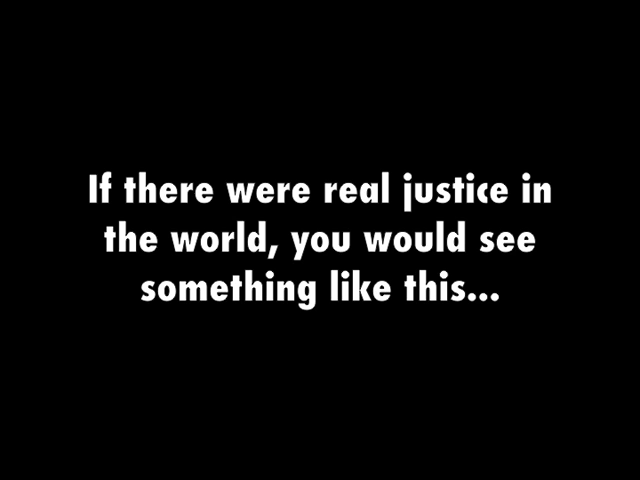 If there were real justice in
the world, you would see
something like this...